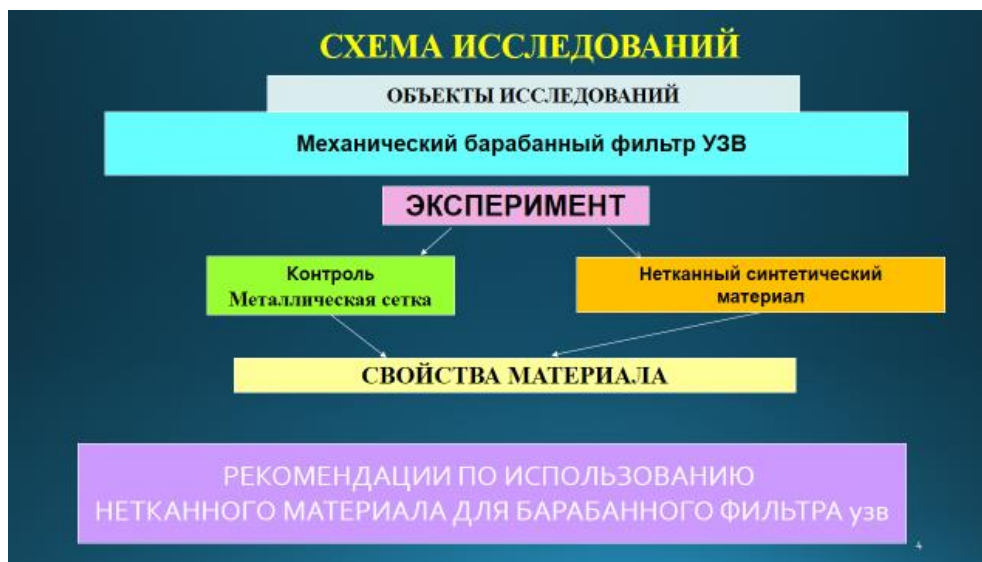 СХЕМА ИССЛЕДОВАНИЙ
ОБЪЕКТЫ ИССЛЕДОВАНИЙ
Механический барабанный фильтр УЗВ
ЭКСПЕРИМЕНТ
Контроль
Металлическая сетка
Нетканный синтетический
материал
СВОЙСТВА МАТЕРИАЛА
РЕКОМЕНДАЦИИ ПО ИСПОЛЬЗОВАНИЮ
НЕТКАННОГО МАТЕРИАЛА ДЛЯ БАРАБАННОГО ФИЛЬТРА узв
4